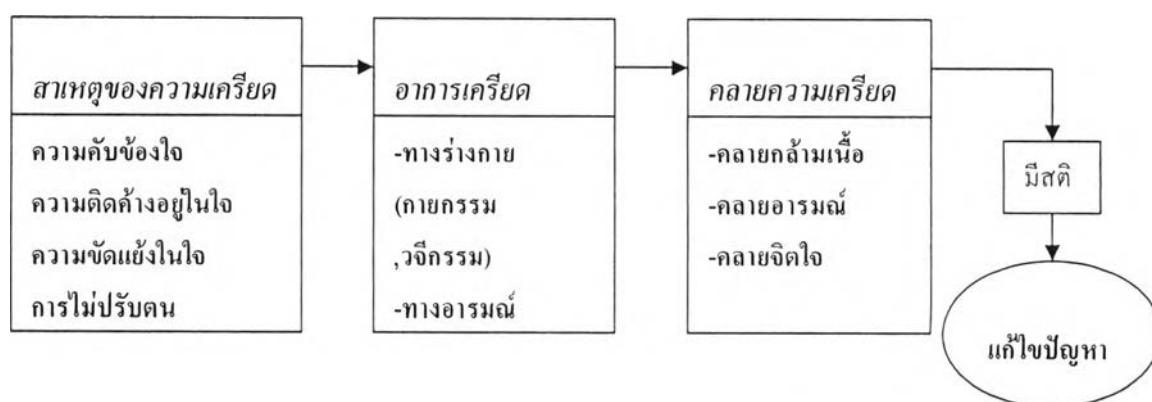 สาเหตุของความเครียด
ความคับข้องใจ
ความติดค้างอยู่ในใจ
ความขัดแย้งในใจ
การไม่ปรับตน
อาการเครียด
-ทางร่างกาย
(กายกรรม
,วจีกรรม)
-ทางอารมณ์
คลายความเครียด
-คลายกล้ามเนื้อ
-คลายอารมณ์
-คลายจิตใจ
มีสติ
แก้ไขปัญหา